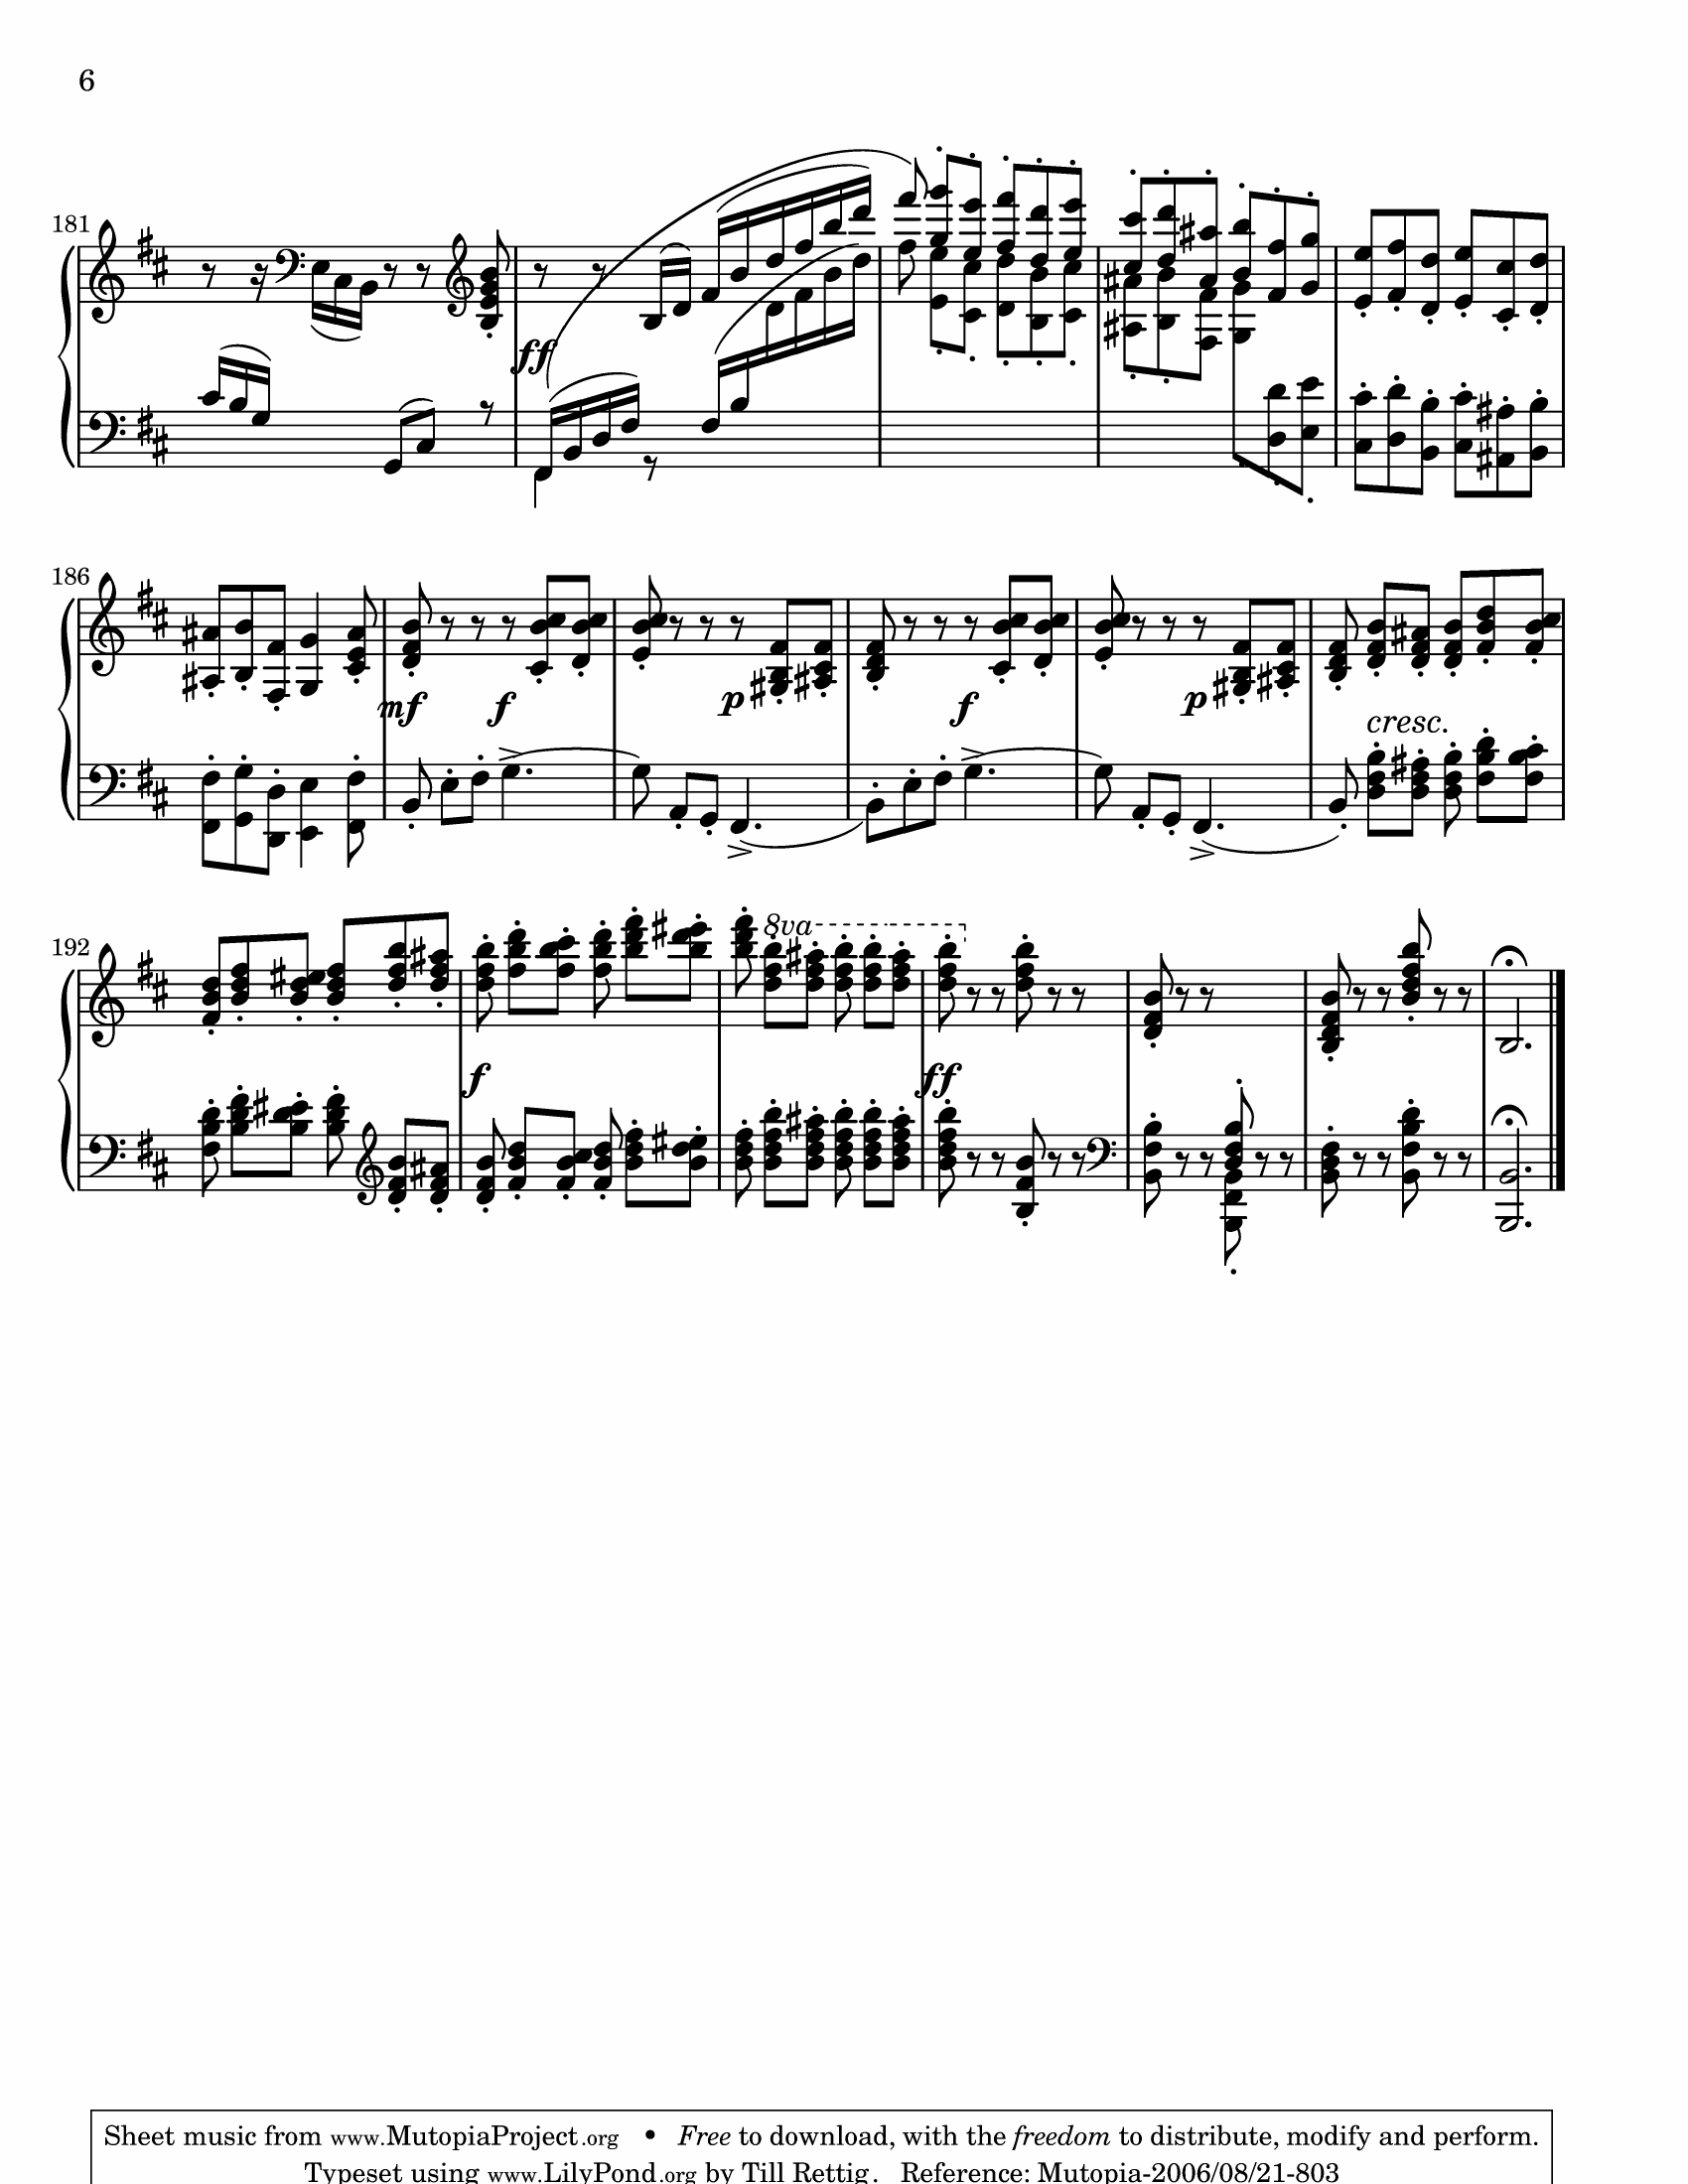 6
181
ff
186
mf f p f p
cresc.
192
8va
f ff
Sheet music from www.MutopiaProject.org • Free to download, with the freedom to distribute, modify and perform.
Typeset using www.LilyPond.org by Till Rettig. Reference: Mutopia-2006/08/21-803